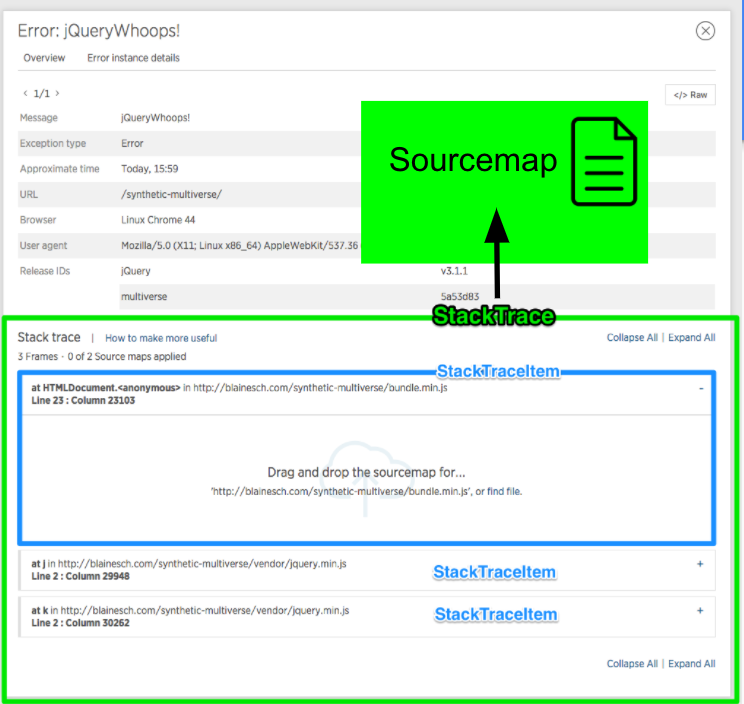 Error: jQueryWhoops!
Overview Error instance details
< 1/1 >
</> Raw
Message jQueryWhoops!
Exception type Error
Approximate time Today, 15:59
URL /synthetic-multiverse/
Browser Linux Chrome 44
User agent Mozilla/5.0 (X11; Linux x86_64) AppleWebKit/537.36
Release IDs jQuery v3.1.1
multiverse 5a53d83
Sourcemap
StackTrace
Stack trace | How to make more useful Collapse All | Expand All
3 Frames - 0 of 2 Source maps applied
StackTraceItem
at HTMLDocument.<anonymous> in http://blainesch.com/synthetic-multiverse/bundle.min.js -
Line 23 : Column 23103
Drag and drop the sourcemap for...
'http://blainesch.com/synthetic-multiverse/bundle.min.js', or find file.
at j in http://blainesch.com/synthetic-multiverse/vendor/jquery.min.js +
Line 2 : Column 29948
StackTraceItem
at k in http://blainesch.com/synthetic-multiverse/vendor/jquery.min.js +
Line 2 : Column 30262
StackTraceItem
Collapse All | Expand All